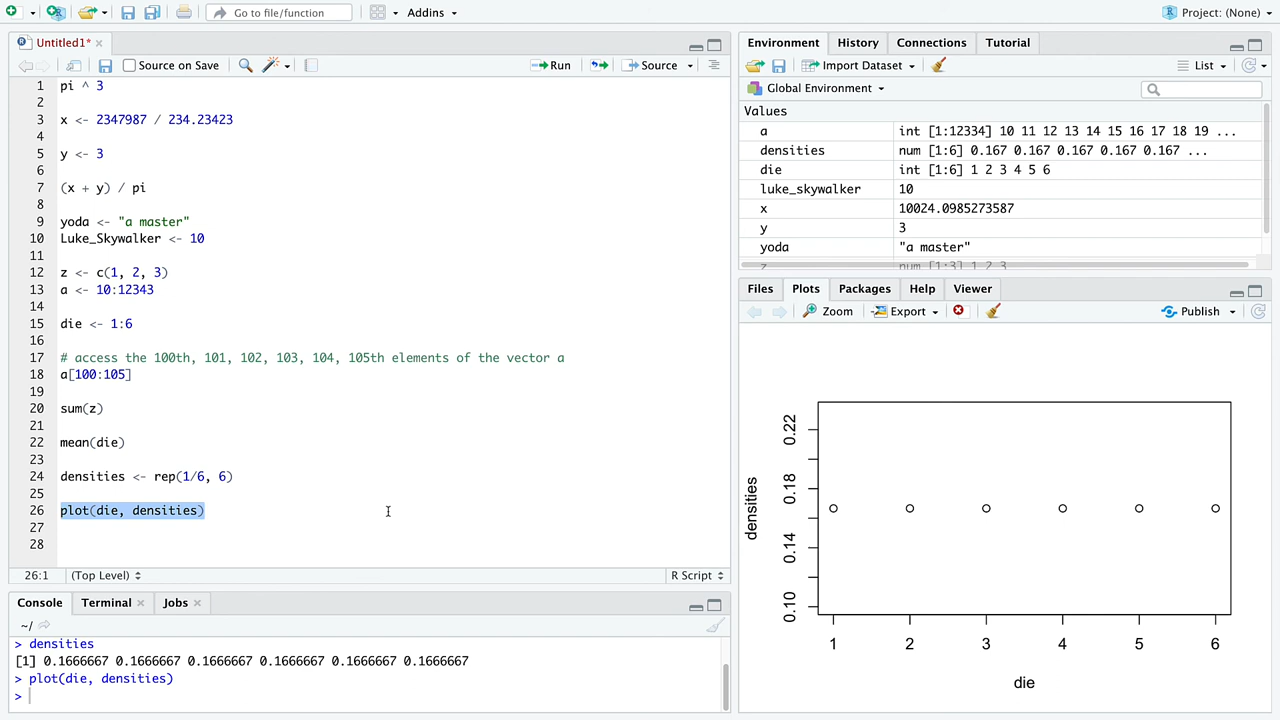 Go to file/function
Addins
Project: (None)
Untitled1*
Source on Save
Run
Source
1 pi ^ 3
2
3 x <- 2347987 / 234.23423
4
5 y <- 3
6
7 (x + y) / pi
8
9 yoda <- "a master"
10 Luke_Skywalker <- 10
11
12 z <- c(1, 2, 3)
13 a <- 10:12343
14
15 die <- 1:6
16
17 # access the 100th, 101, 102, 103, 104, 105th elements of the vector a
18 a[100:105]
19
20 sum(z)
21
22 mean(die)
23
24 densities <- rep(1/6, 6)
25
26 plot(die, densities)
27
28
26:1 (Top Level) R Script
Console Terminal Jobs
~/
> densities
[1] 0.1666667 0.1666667 0.1666667 0.1666667 0.1666667 0.1666667
> plot(die, densities)
>
Environment History Connections Tutorial
Import Dataset List
Global Environment
Values
a int [1:12334] 10 11 12 13 14 15 16 17 18 19 ...
densities num [1:6] 0.167 0.167 0.167 0.167 0.167 ...
die int [1:6] 1 2 3 4 5 6
luke_skywalker 10
x 10024.0985273587
y 3
yoda "a master"
z num [1:3] 1 2 3
Files Plots Packages Help Viewer
Zoom Export Publish
densities
0.22
0.18
0.14
0.10
1 2 3 4 5 6
die